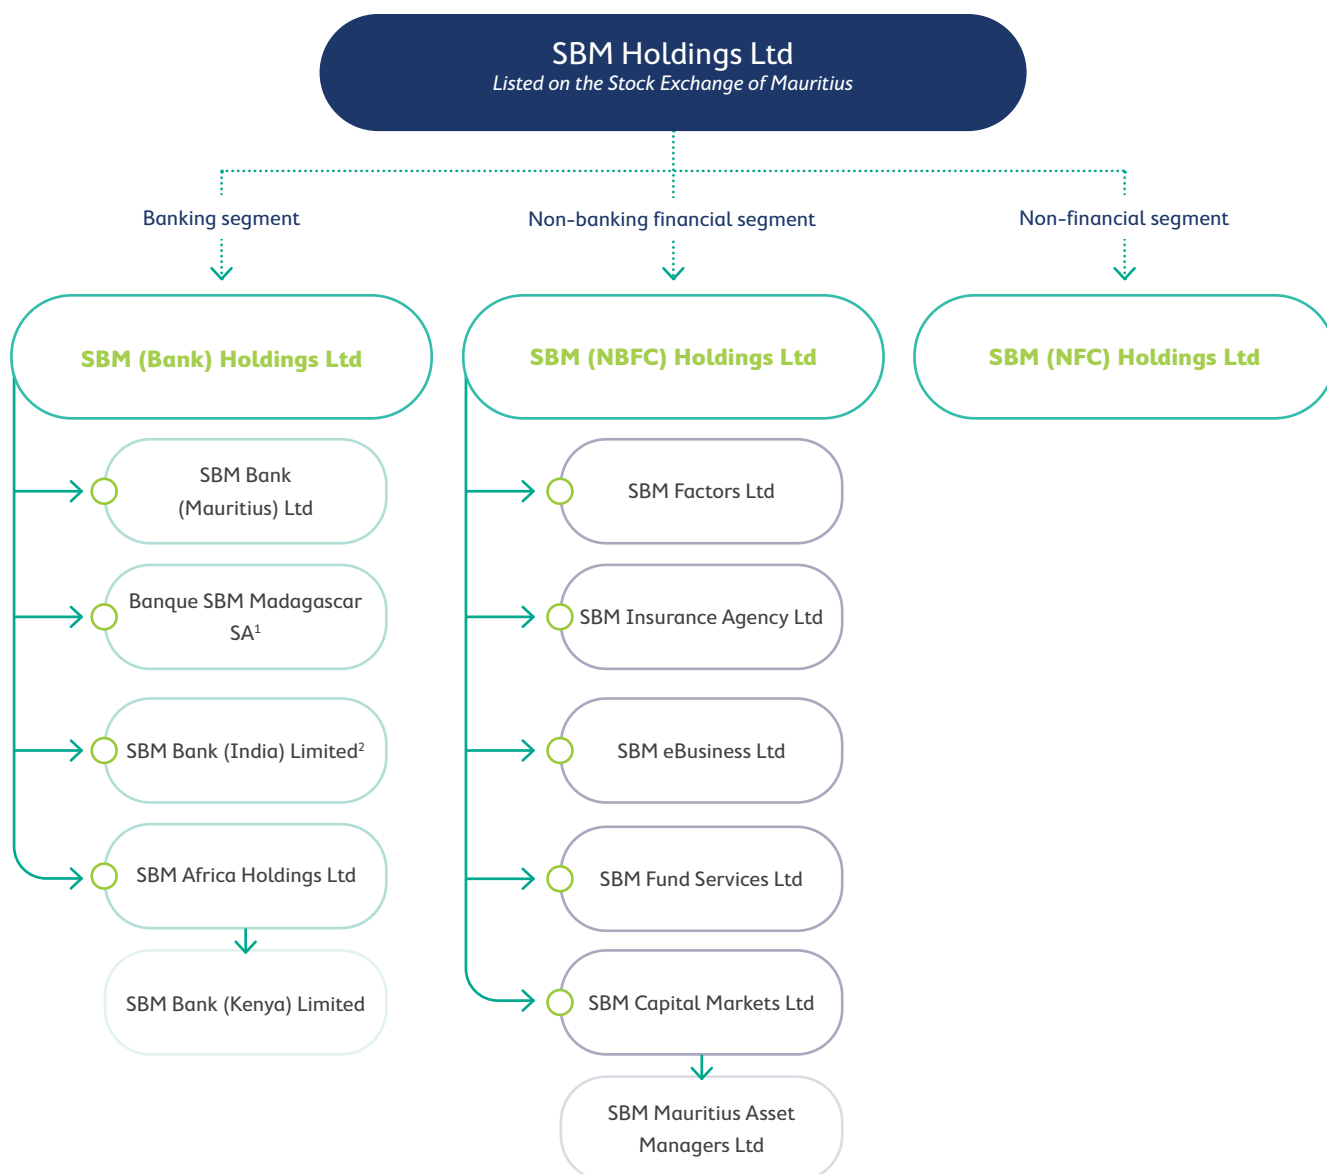 SBM Holdings Ltd
Listed on the Stock Exchange of Mauritius
Banking segment
Non-banking financial segment
Non-financial segment
SBM (Bank) Holdings Ltd
SBM (NBFC) Holdings Ltd
SBM (NFC) Holdings Ltd
SBM Bank
(Mauritius) Ltd
Banque SBM Madagascar
SA¹
SBM Bank (India) Limited²
SBM Africa Holdings Ltd
SBM Bank (Kenya) Limited
SBM Factors Ltd
SBM Insurance Agency Ltd
SBM eBusiness Ltd
SBM Fund Services Ltd
SBM Capital Markets Ltd
SBM Mauritius Asset
Managers Ltd